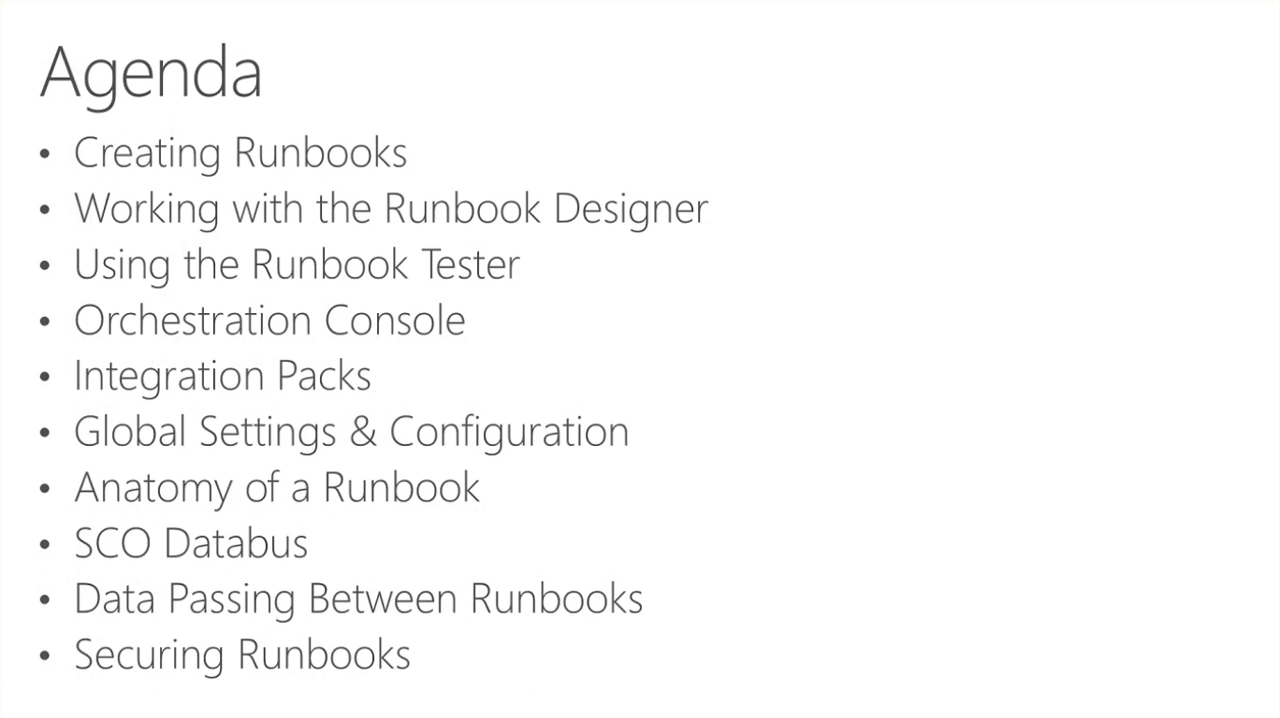 Agenda
• Creating Runbooks
• Working with the Runbook Designer
• Using the Runbook Tester
• Orchestration Console
• Integration Packs
• Global Settings & Configuration
• Anatomy of a Runbook
• SCO Databus
• Data Passing Between Runbooks
• Securing Runbooks